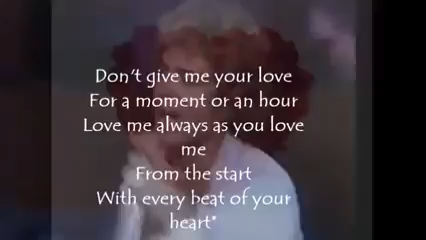 Don't give me your love
For a moment or an hour
Love me always as you love
me
From the start
With every beat of your
heart*